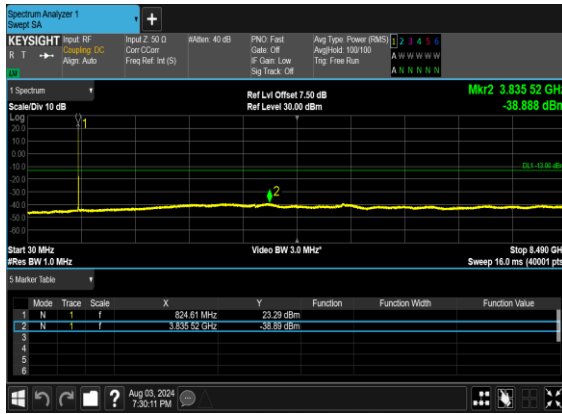 Spectrum Analyzer 1
Swept SA
+
KEYSIGHT
R T
LXI
Input: RF
Coupling: DC
Align: Auto
Input Z: 50 Ω
Corr CCorr
Freq Ref: Int (S)
#Atten: 40 dB
PNO: Fast
Gate: Off
IF Gain: Low
Sig Track: Off
Avg Type: Power (RMS)
Avg|Hold: 100/100
Trig: Free Run
1 2 3 4 5 6
A W W W W W
A N N N N N
1 Spectrum
Scale/Div 10 dB
Ref Lvl Offset 7.50 dB
Ref Level 30.00 dBm
Mkr2 3.835 52 GHz
-38.888 dBm
Log
20.0
10.0
0.00
-10.0
-20.0
-30.0
-40.0
-50.0
-60.0
1
DL1 -13.00 dBm
2
Start 30 MHz
#Res BW 1.0 MHz
Video BW 3.0 MHz*
Stop 8.490 GH
Sweep 16.0 ms (40001 pts
5 Marker Table
Mode Trace Scale X Y Function Function Width Function Value
1 N 1 f 824.61 MHz 23.29 dBm
2 N 1 f 3.835 52 GHz -38.89 dBm
3
4
5
6
?
Aug 03, 2024
7:30:11 PM